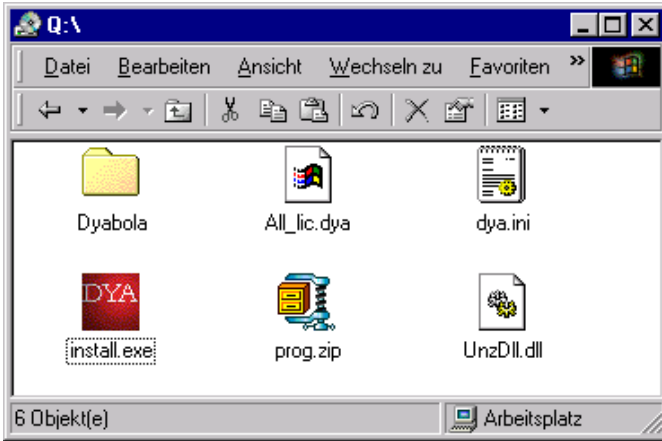 Q:\
Datei Bearbeiten Ansicht Wechseln zu Favoriten »
Dyabola All_lic.dya dya.ini
DYA
install.exe prog.zip UnzDll.dll
6 Objekt(e) Arbeitsplatz